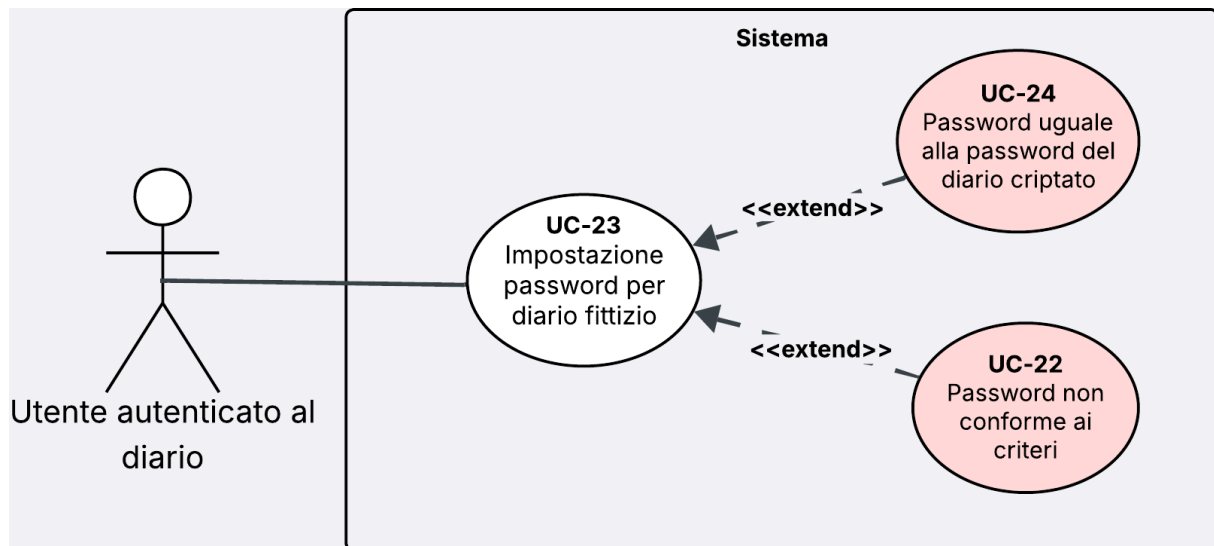 Sistema
UC-24
Password uguale
alla password del
diario criptato
<<extend>>
UC-23
Impostazione
password per
diario fittizio
<<extend>>
UC-22
Password non
conforme ai
criteri
Utente autenticato al
diario